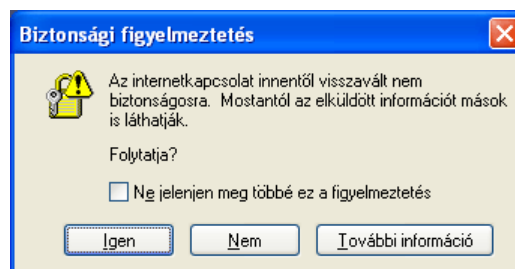 Biztonsági figyelmeztetés
Az internetkapcsolat innentől visszavált nem
biztonságosra. Mostantól az elküldött információt mások
is láthatják.
Folytatja?
Ne jelenjen meg többé ez a figyelmeztetés
Igen Nem További információ